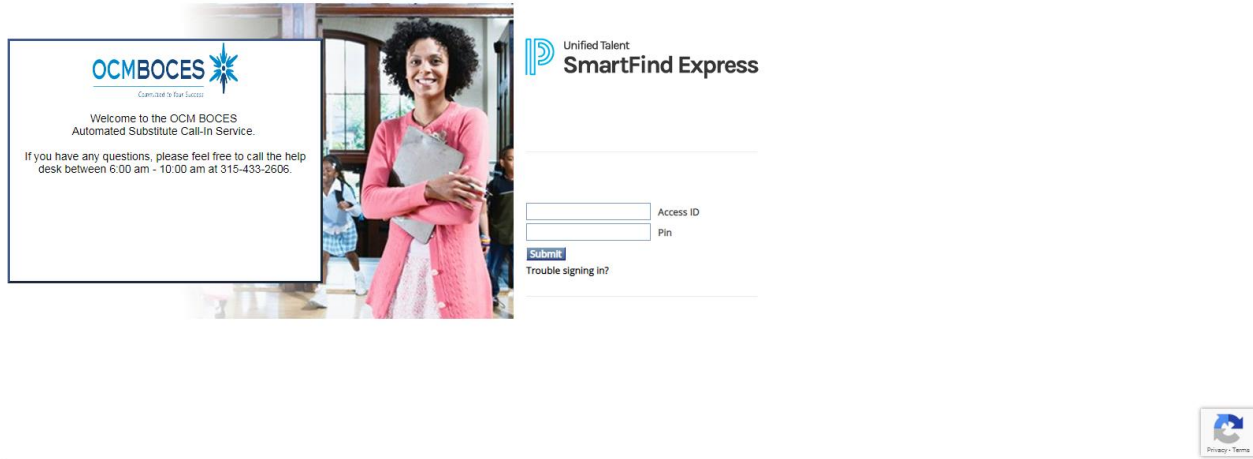 OCMBOCES
Committed to Your Success
Welcome to the OCM BOCES
Automated Substitute Call-In Service.
If you have any questions, please feel free to call the help
desk between 6:00 am - 10:00 am at 315-433-2606.
Unified Talent
SmartFind Express
Access ID
Pin
Submit
Trouble signing in?
Privacy - Terms